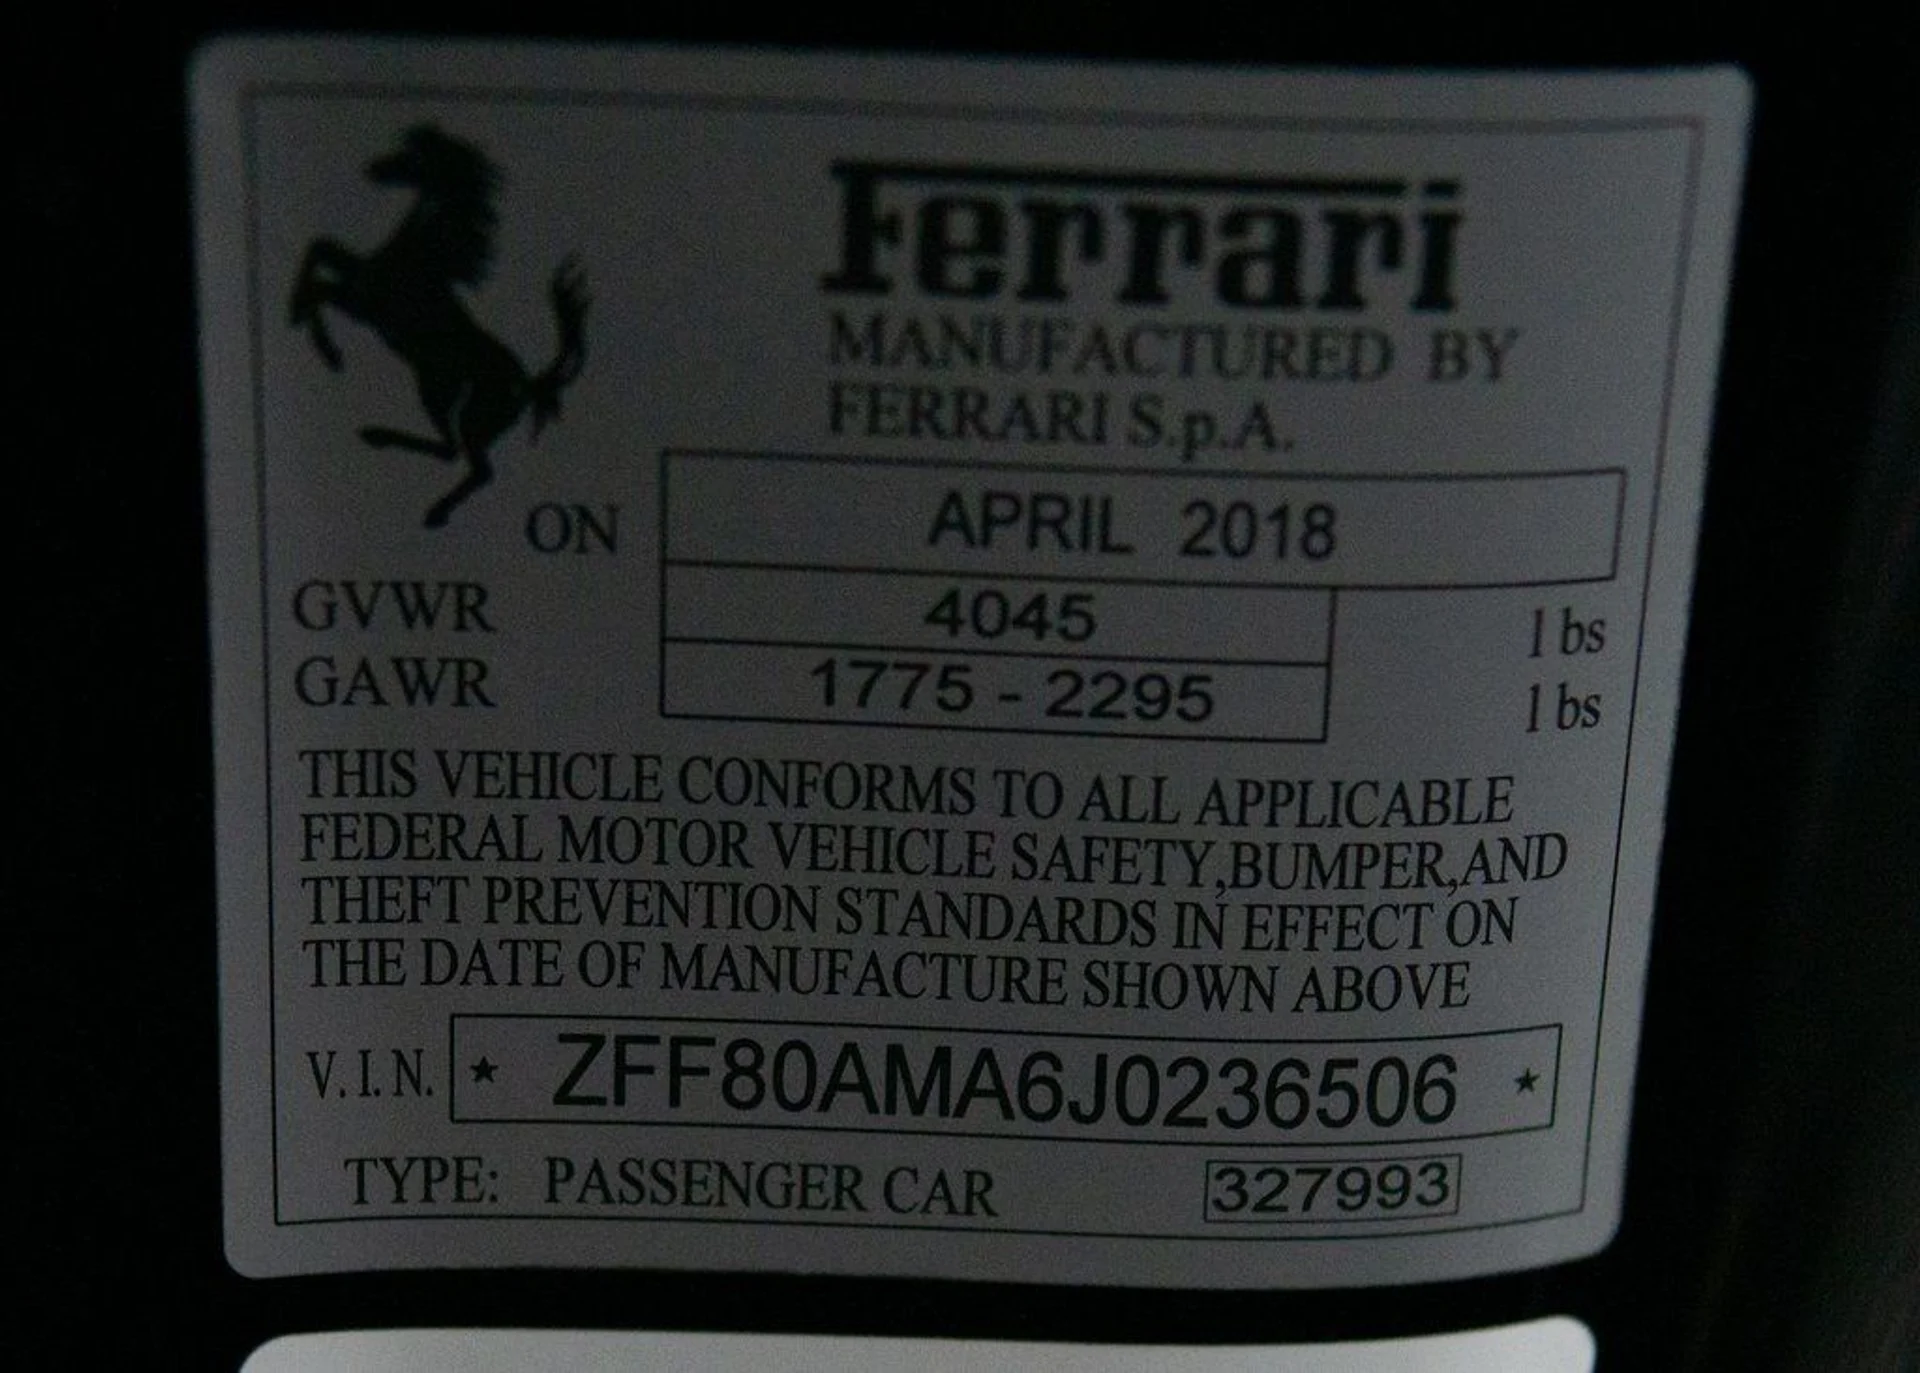 Ferrari
MANUFACTURED BY
FERRARI S.p.A.
ON APRIL 2018
GVWR 4045 lbs
GAWR 1775 - 2295 lbs
THIS VEHICLE CONFORMS TO ALL APPLICABLE
FEDERAL MOTOR VEHICLE SAFETY,BUMPER,AND
THEFT PREVENTION STANDARDS IN EFFECT ON
THE DATE OF MANUFACTURE SHOWN ABOVE
V.I.N. ★ ZFF80AMA6J0236506 ★
TYPE: PASSENGER CAR 327993